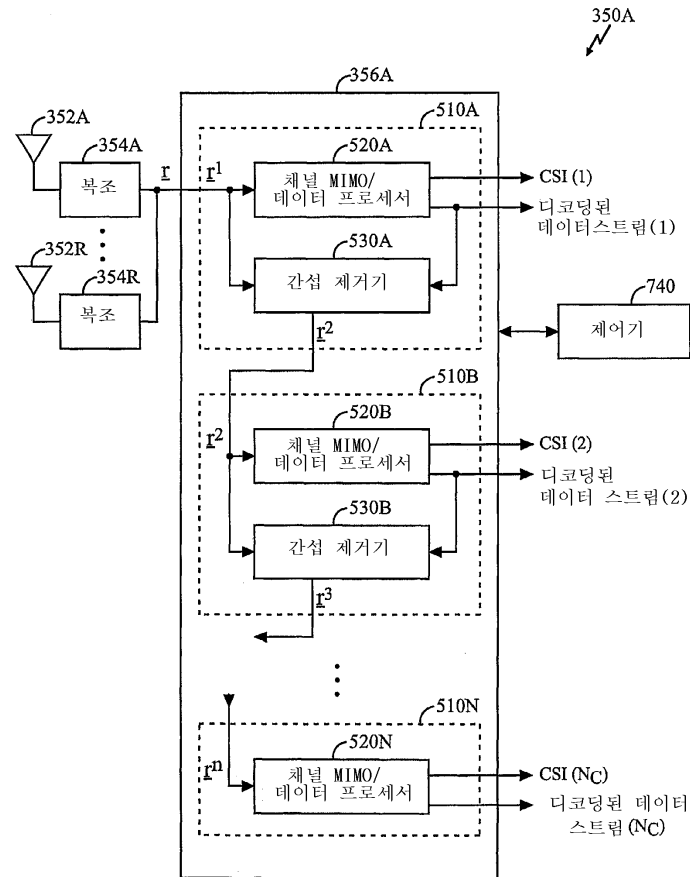 350A
356A
352A
510A
354A
520A
r
r¹
복조
채널 MIMO/
데이터 프로세서
CSI (1)
디코딩된
데이터스트림(1)
530A
352R
354R
간섭 제거기
740
복조
제어기
r²
510B
520B
r²
채널 MIMO/
데이터 프로세서
CSI (2)
디코딩된
데이터 스트림(2)
530B
간섭 제거기
r³
510N
520N
rⁿ
채널 MIMO/
데이터 프로세서
CSI (NC)
디코딩된 데이터
스트림(NC)